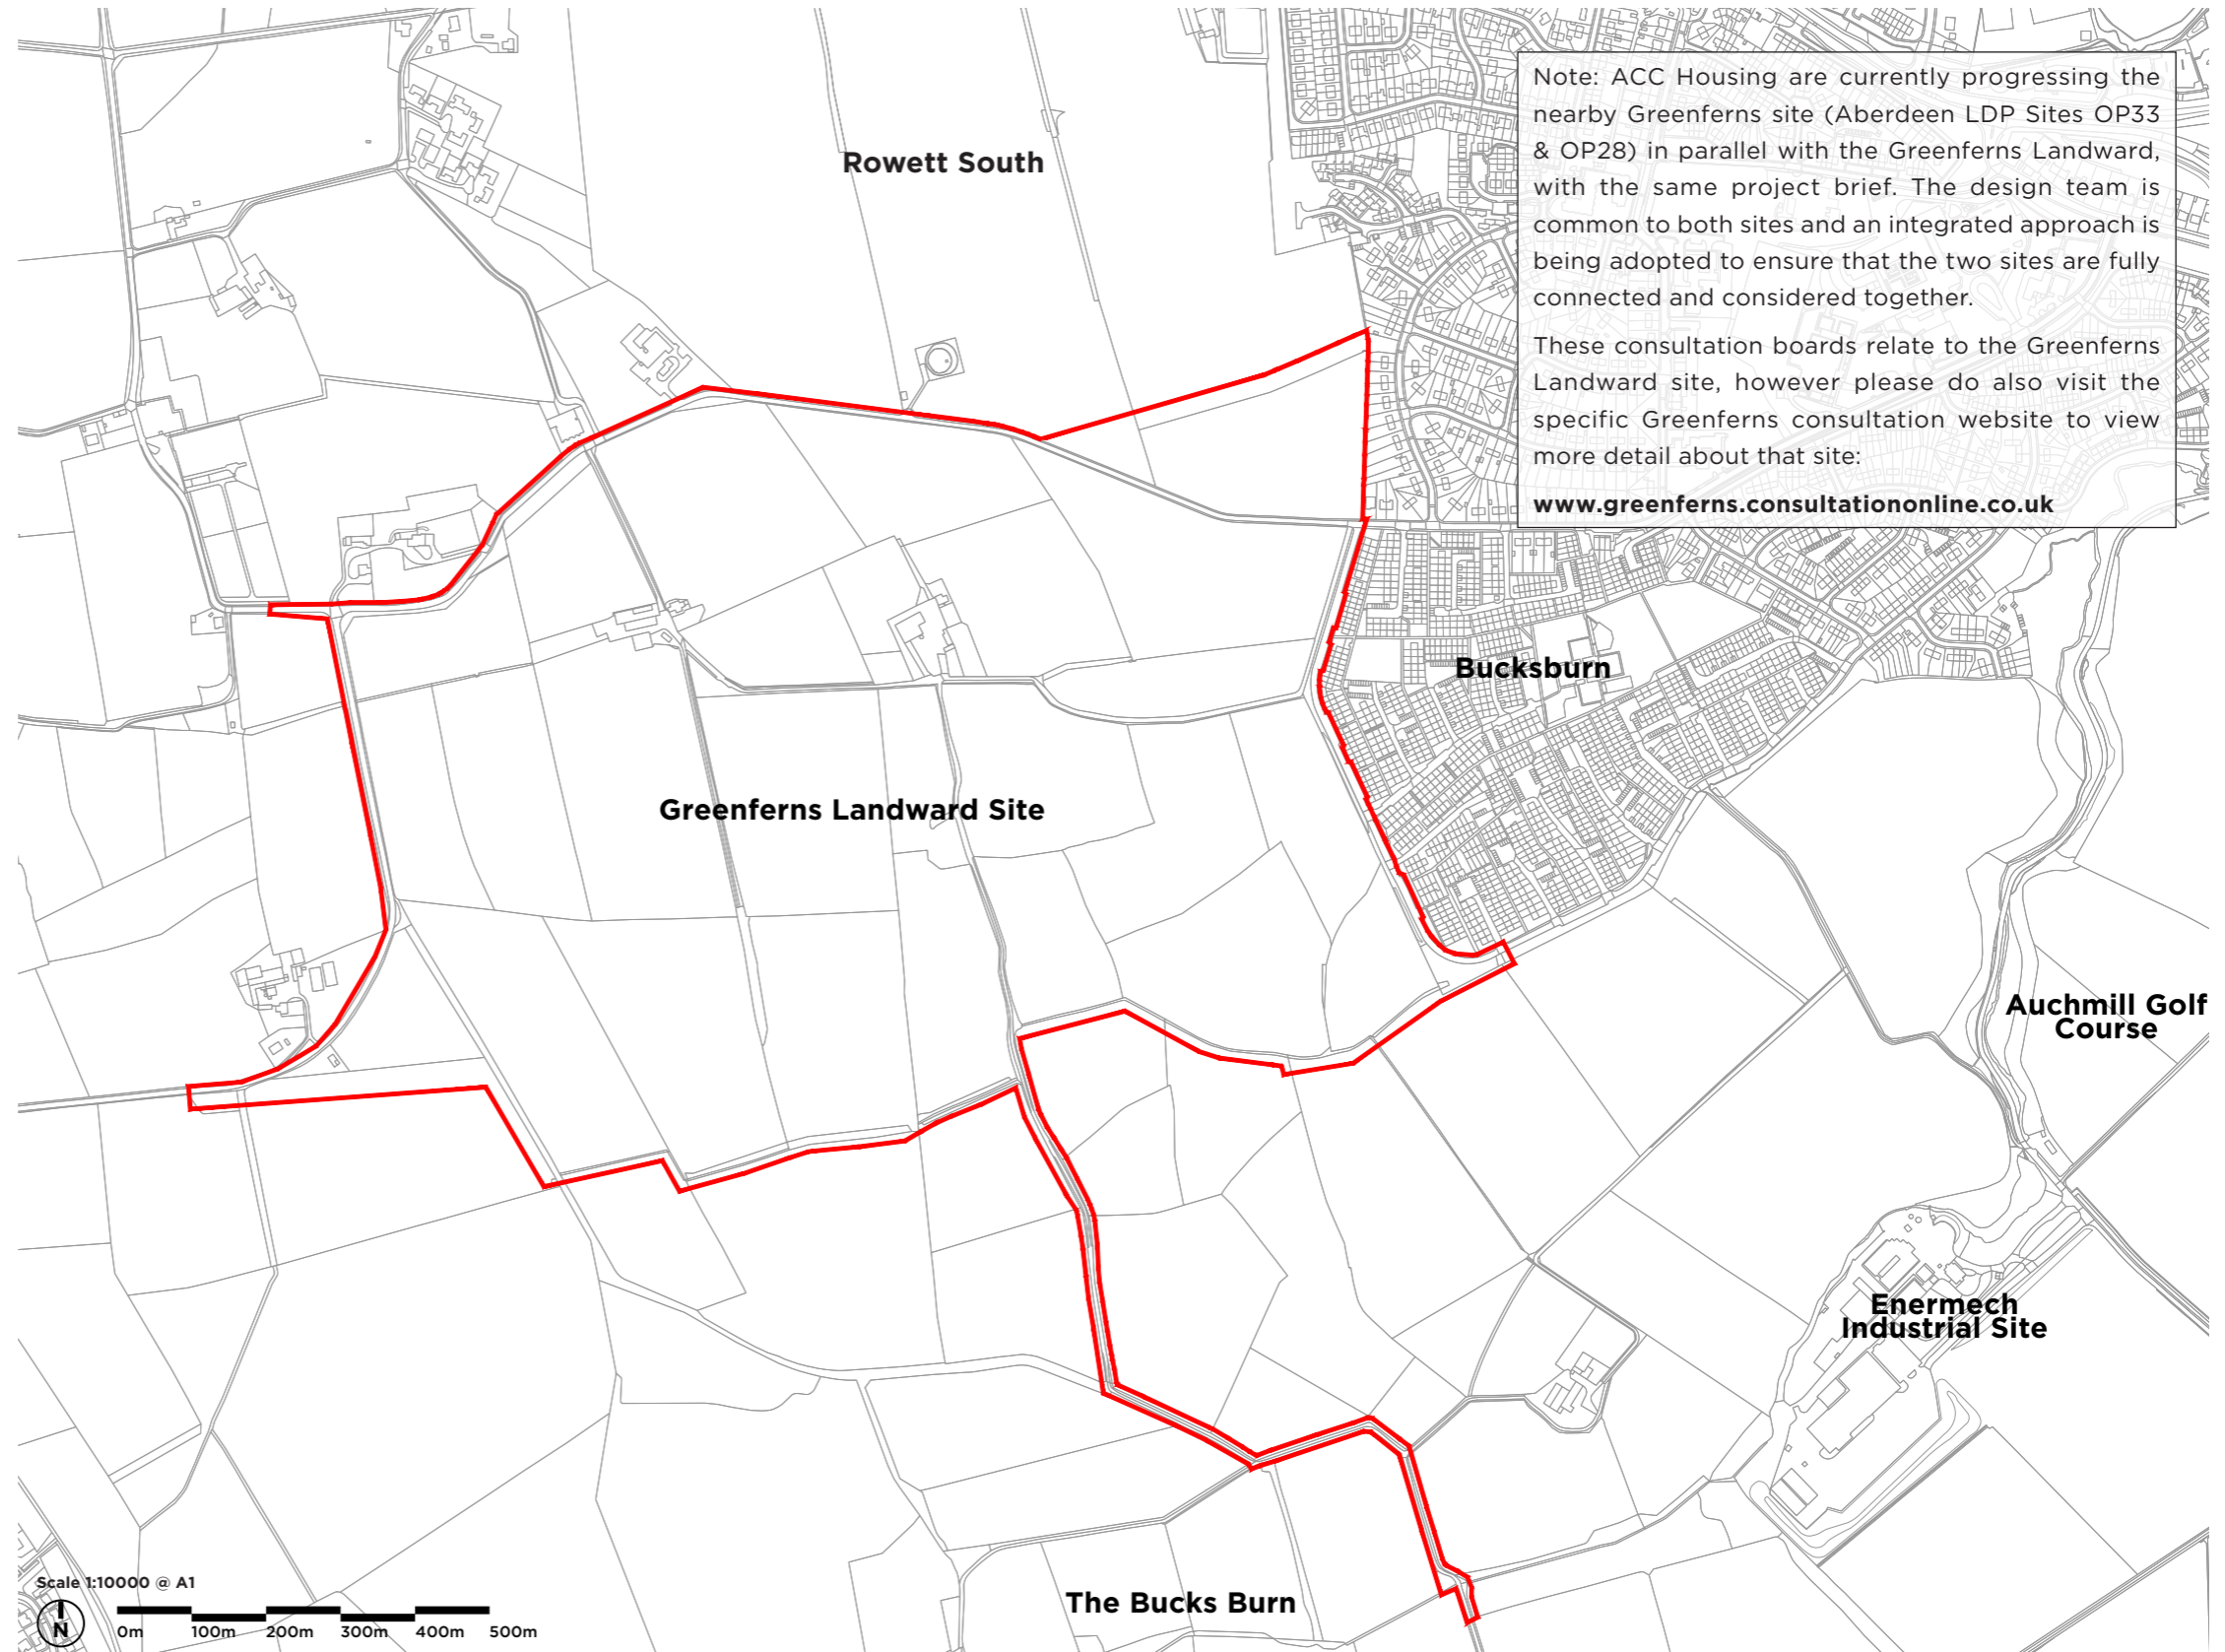 Note: ACC Housing are currently progressing the
nearby Greenferns site (Aberdeen LDP Sites OP33
& OP28) in parallel with the Greenferns Landward,
with the same project brief. The design team is
common to both sites and an integrated approach is
being adopted to ensure that the two sites are fully
connected and considered together.
These consultation boards relate to the Greenferns
Landward site, however please do also visit the
specific Greenferns consultation website to view
more detail about that site:
www.greenferns.consultationonline.co.uk
Rowett South
Bucksburn
Greenferns Landward Site
Auchmill Golf
Course
Enermech
Industrial Site
The Bucks Burn
Scale 1:10000 @ A1
N
0m 100m 200m 300m 400m 500m